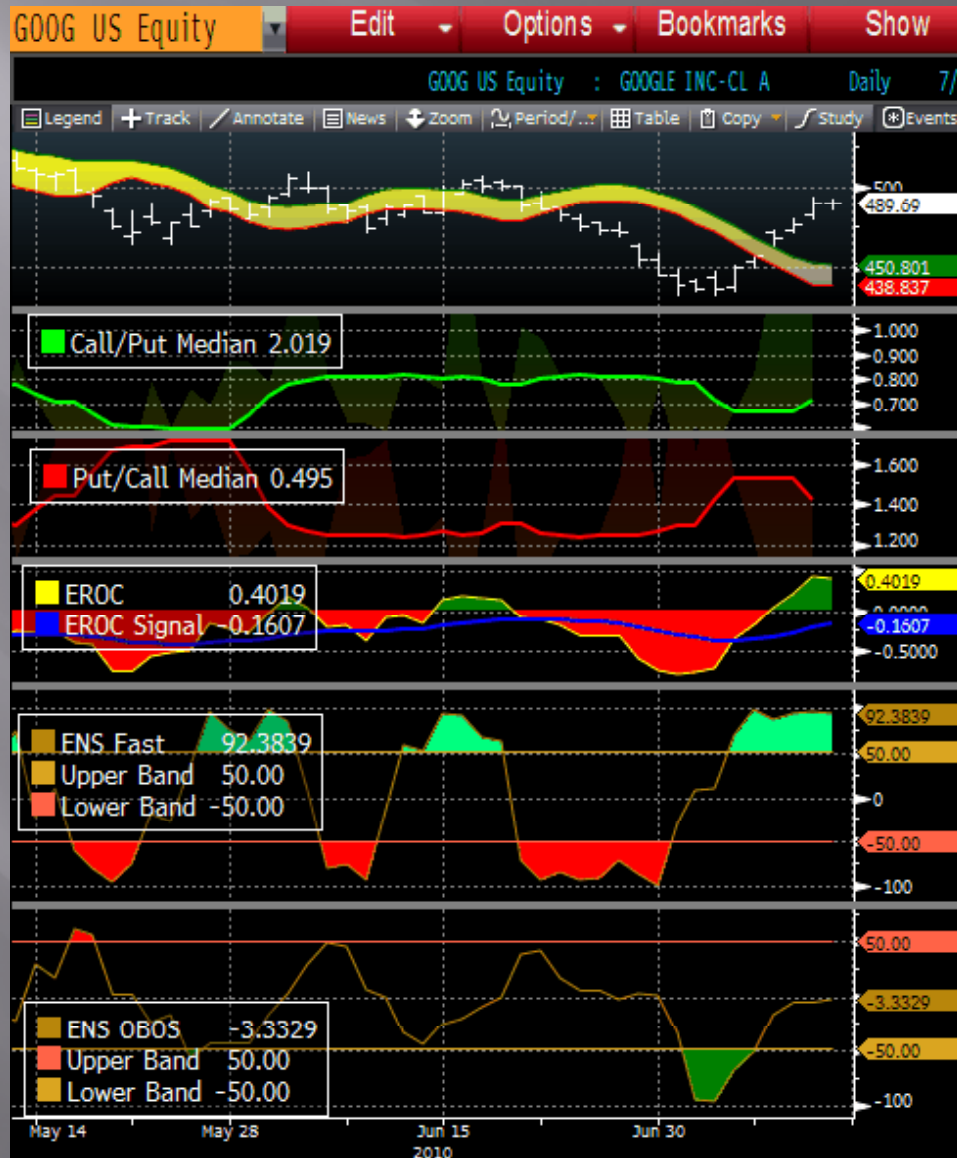 GOOG US Equity Edit Options Bookmarks Show
GOOG US Equity : GOOGLE INC-CL A Daily 7/
Legend Track Annotate News Zoom Period/... Table Copy Study Events
500
489.69
450.801
438.837
Call/Put Median 2.019
1.000
0.900
0.800
0.700
Put/Call Median 0.495
1.600
1.400
1.200
EROC 0.4019
EROC Signal -0.1607
0.4019
0.0000
-0.1607
-0.5000
ENS Fast 92.3839
Upper Band 50.00
Lower Band -50.00
92.3839
50.00
0
-50.00
-100
50.00
-3.3329
-50.00
-100
ENS OBOS -3.3329
Upper Band 50.00
Lower Band -50.00
May 14 May 28 Jun 15 Jun 30
2010